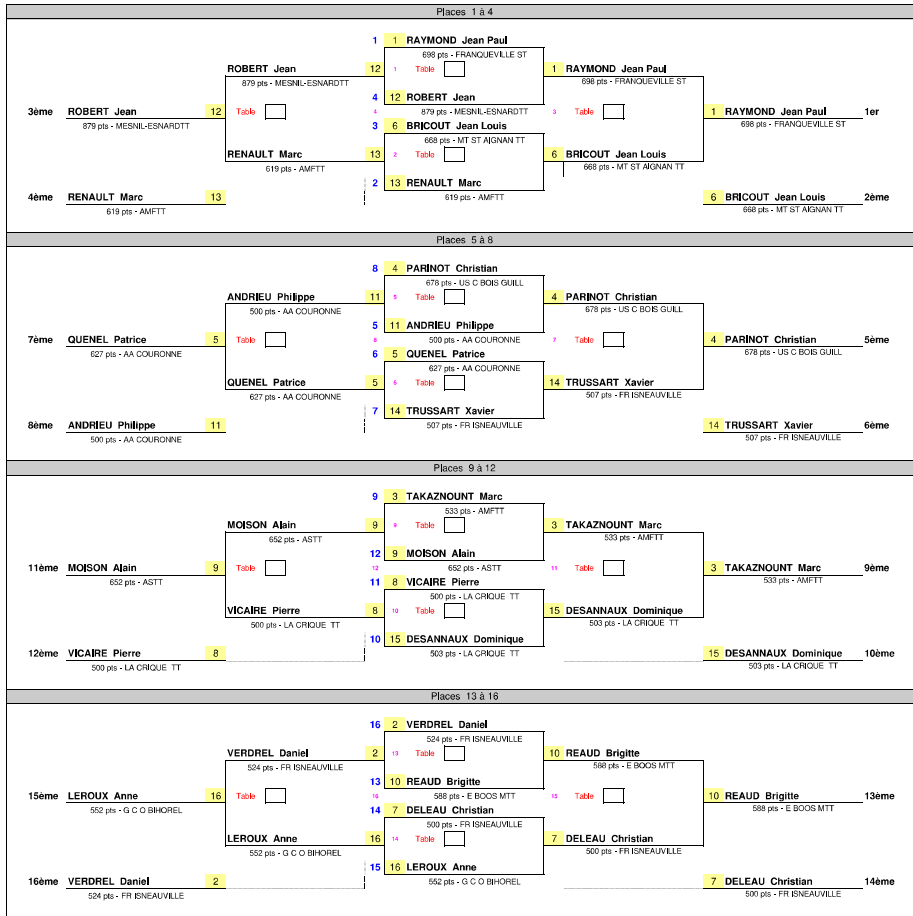 Places 1 à 4
1 1 RAYMOND Jean Paul
698 pts - FRANQUEVILLE ST
ROBERT Jean 12 1 Table 1 RAYMOND Jean Paul
879 pts - MESNIL-ESNARDTT 698 pts - FRANQUEVILLE ST
4 12 ROBERT Jean
3ème ROBERT Jean 12 Table 4 879 pts - MESNIL-ESNARDTT 3 Table 1 RAYMOND Jean Paul 1er
879 pts - MESNIL-ESNARDTT 3 6 BRICOUT Jean Louis 698 pts - FRANQUEVILLE ST
668 pts - MT ST AIGNAN TT
RENAULT Marc 13 2 Table 6 BRICOUT Jean Louis
619 pts - AMFTT 668 pts - MT ST AIGNAN TT
2 13 RENAULT Marc
4ème RENAULT Marc 13 619 pts - AMFTT 6 BRICOUT Jean Louis 2ème
619 pts - AMFTT 668 pts - MT ST AIGNAN TT
Places 5 à 8
8 4 PARINOT Christian
678 pts - US C BOIS GUILL
ANDRIEU Philippe 11 5 Table 4 PARINOT Christian
500 pts - AA COURONNE 678 pts - US C BOIS GUILL
5 11 ANDRIEU Philippe
7ème QUENEL Patrice 5 Table 8 500 pts - AA COURONNE 7 Table 4 PARINOT Christian 5ème
627 pts - AA COURONNE 6 5 QUENEL Patrice 678 pts - US C BOIS GUILL
627 pts - AA COURONNE
QUENEL Patrice 5 6 Table 14 TRUSSART Xavier
627 pts - AA COURONNE 507 pts - FR ISNEAUVILLE
7 14 TRUSSART Xavier
8ème ANDRIEU Philippe 11 507 pts - FR ISNEAUVILLE 14 TRUSSART Xavier 6ème
500 pts - AA COURONNE 507 pts - FR ISNEAUVILLE
Places 9 à 12
9 3 TAKAZNOUNT Marc
533 pts - AMFTT
MOISON Alain 9 9 Table 3 TAKAZNOUNT Marc
652 pts - ASTT 533 pts - AMFTT
12 9 MOISON Alain
11ème MOISON Alain 9 Table 12 652 pts - ASTT 11 Table 3 TAKAZNOUNT Marc 9ème
652 pts - ASTT 11 8 VICAIRE Pierre 533 pts - AMFTT
500 pts - LA CRIQUE TT
VICAIRE Pierre 8 10 Table 15 DESANNAUX Dominique
500 pts - LA CRIQUE TT 503 pts - LA CRIQUE TT
10 15 DESANNAUX Dominique
12ème VICAIRE Pierre 8 503 pts - LA CRIQUE TT 15 DESANNAUX Dominique 10ème
500 pts - LA CRIQUE TT 503 pts - LA CRIQUE TT
Places 13 à 16
16 2 VERDREL Daniel
524 pts - FR ISNEAUVILLE
VERDREL Daniel 2 13 Table 10 REAUD Brigitte
524 pts - FR ISNEAUVILLE 588 pts - E BOOS MTT
13 10 REAUD Brigitte
15ème LEROUX Anne 16 Table 16 588 pts - E BOOS MTT 15 Table 10 REAUD Brigitte 13ème
552 pts - G C O BIHOREL 14 7 DELEAU Christian 588 pts - E BOOS MTT
500 pts - FR ISNEAUVILLE
LEROUX Anne 16 14 Table 7 DELEAU Christian
552 pts - G C O BIHOREL 500 pts - FR ISNEAUVILLE
15 16 LEROUX Anne
16ème VERDREL Daniel 2 552 pts - G C O BIHOREL 7 DELEAU Christian 14ème
524 pts - FR ISNEAUVILLE 500 pts - FR ISNEAUVILLE